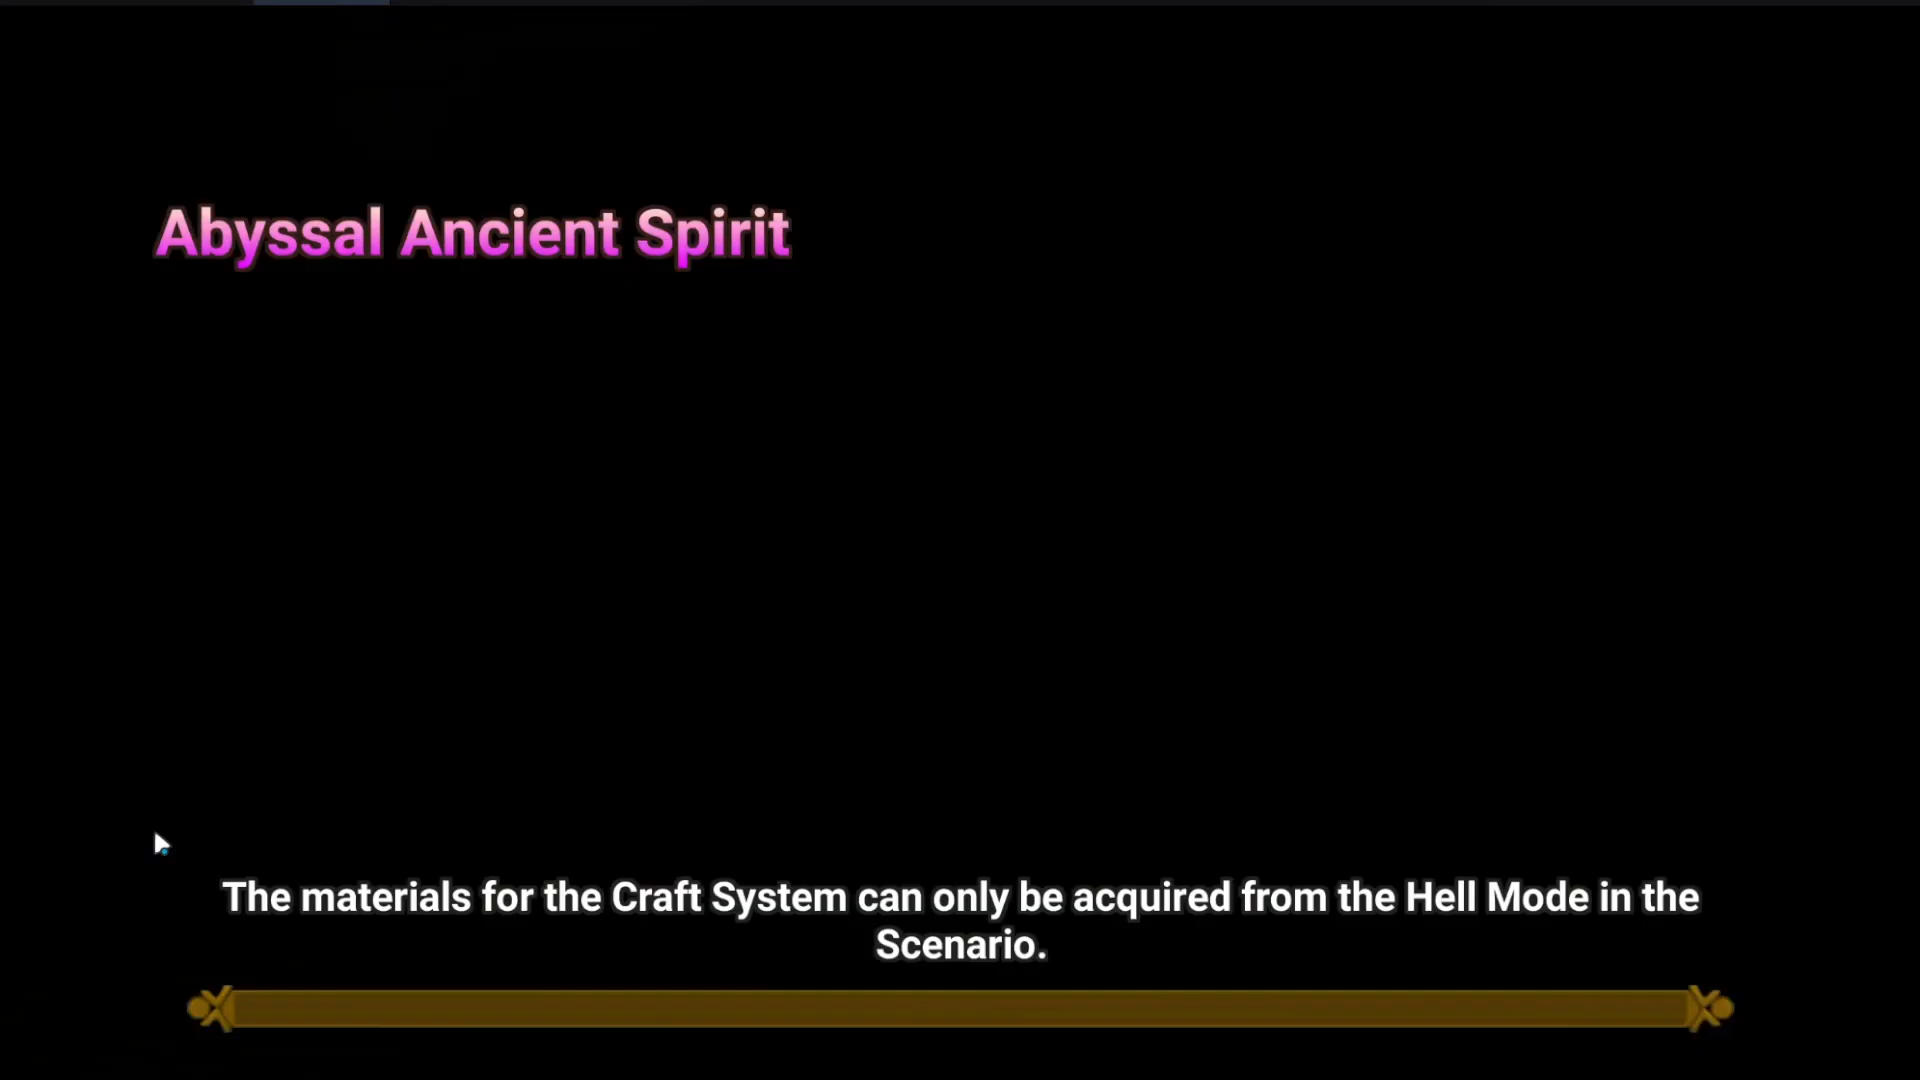 Abyssal Ancient Spirit
The materials for the Craft System can only be acquired from the Hell Mode in the
Scenario.